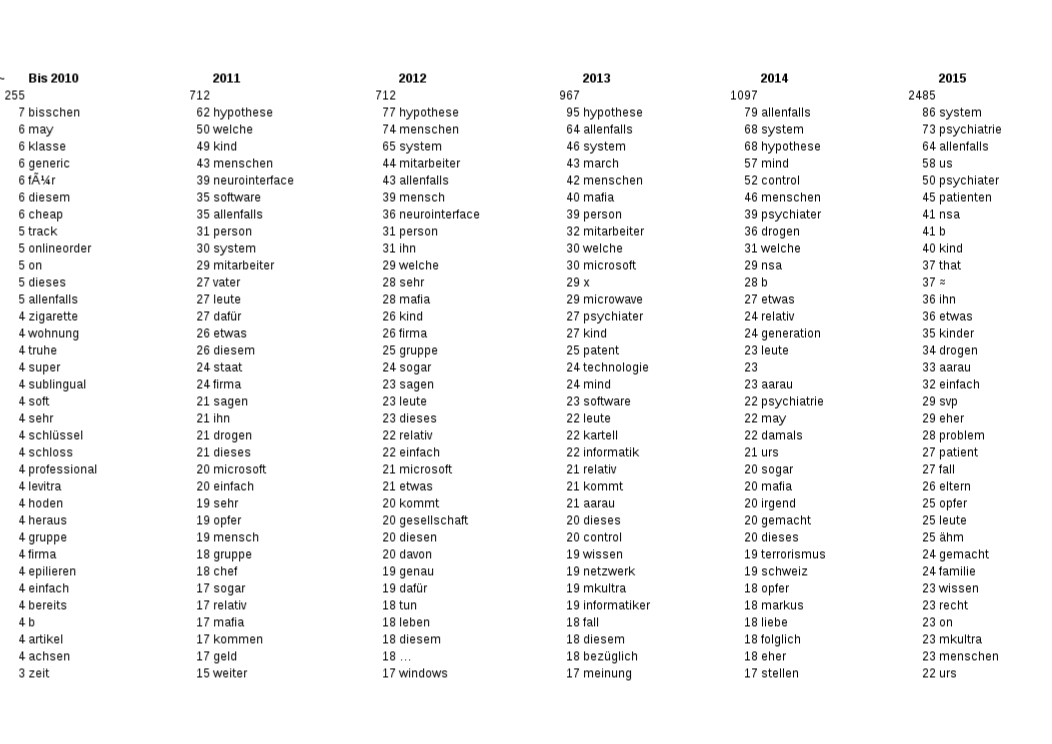 ~ Bis 2010 2011 2012 2013 2014 2015
255 712 712 967 1097 2485
7 bisschen 62 hypothese 77 hypothese 95 hypothese 79 allenfalls 86 system
6 may 50 welche 74 menschen 64 allenfalls 68 system 73 psychiatrie
6 klasse 49 kind 65 system 46 system 68 hypothese 64 allenfalls
6 generic 43 menschen 44 mitarbeiter 43 march 57 mind 58 us
6 fÃ¼r 39 neurointerface 43 allenfalls 42 menschen 52 control 50 psychiater
6 diesem 35 software 39 mensch 40 mafia 46 menschen 45 patienten
6 cheap 35 allenfalls 36 neurointerface 39 person 39 psychiater 41 nsa
5 track 31 person 31 person 32 mitarbeiter 36 drogen 41 b
5 onlineorder 30 system 31 ihn 30 welche 31 welche 40 kind
5 on 29 mitarbeiter 29 welche 30 microsoft 29 nsa 37 that
5 dieses 27 vater 28 sehr 29 x 28 b 37 ≈
5 allenfalls 27 leute 28 mafia 29 microwave 27 etwas 36 ihn
4 zigarette 27 dafür 26 kind 27 psychiater 24 relativ 36 etwas
4 wohnung 26 etwas 26 firma 27 kind 24 generation 35 kinder
4 truhe 26 diesem 25 gruppe 25 patent 23 leute 34 drogen
4 super 24 staat 24 sogar 24 technologie 23 33 aarau
4 sublingual 24 firma 23 sagen 24 mind 23 aarau 32 einfach
4 soft 21 sagen 23 leute 23 software 22 psychiatrie 29 svp
4 sehr 21 ihn 23 dieses 22 leute 22 may 29 eher
4 schlüssel 21 drogen 22 relativ 22 kartell 22 damals 28 problem
4 schloss 21 dieses 22 einfach 22 informatik 21 urs 27 patient
4 professional 20 microsoft 21 microsoft 21 relativ 20 sogar 27 fall
4 levitra 20 einfach 21 etwas 21 kommt 20 mafia 26 eltern
4 hoden 19 sehr 20 kommt 21 aarau 20 irgend 25 opfer
4 heraus 19 opfer 20 gesellschaft 20 dieses 20 gemacht 25 leute
4 gruppe 19 mensch 20 diesen 20 control 20 dieses 25 ähm
4 firma 18 gruppe 20 davon 19 wissen 19 terrorismus 24 gemacht
4 epilieren 18 chef 19 genau 19 netzwerk 19 schweiz 24 familie
4 einfach 17 sogar 19 dafür 19 mkultra 18 opfer 23 wissen
4 bereits 17 relativ 18 tun 19 informatiker 18 markus 23 recht
4 b 17 mafia 18 leben 18 fall 18 liebe 23 on
4 artikel 17 kommen 18 diesem 18 diesem 18 folglich 23 mkultra
4 achsen 17 geld 18 … 18 bezüglich 18 eher 23 menschen
3 zeit 15 weiter 17 windows 17 meinung 17 stellen 22 urs